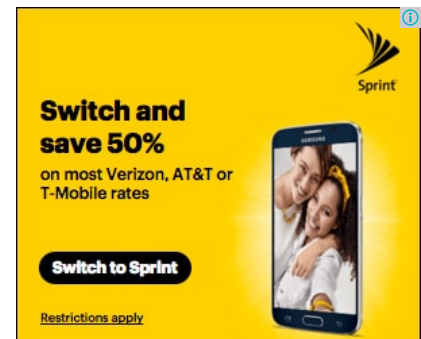 Sprint
Switch and
save 50%
on most Verizon, AT&T or
T-Mobile rates
SAMSUNG
Switch to Sprint
Restrictions apply